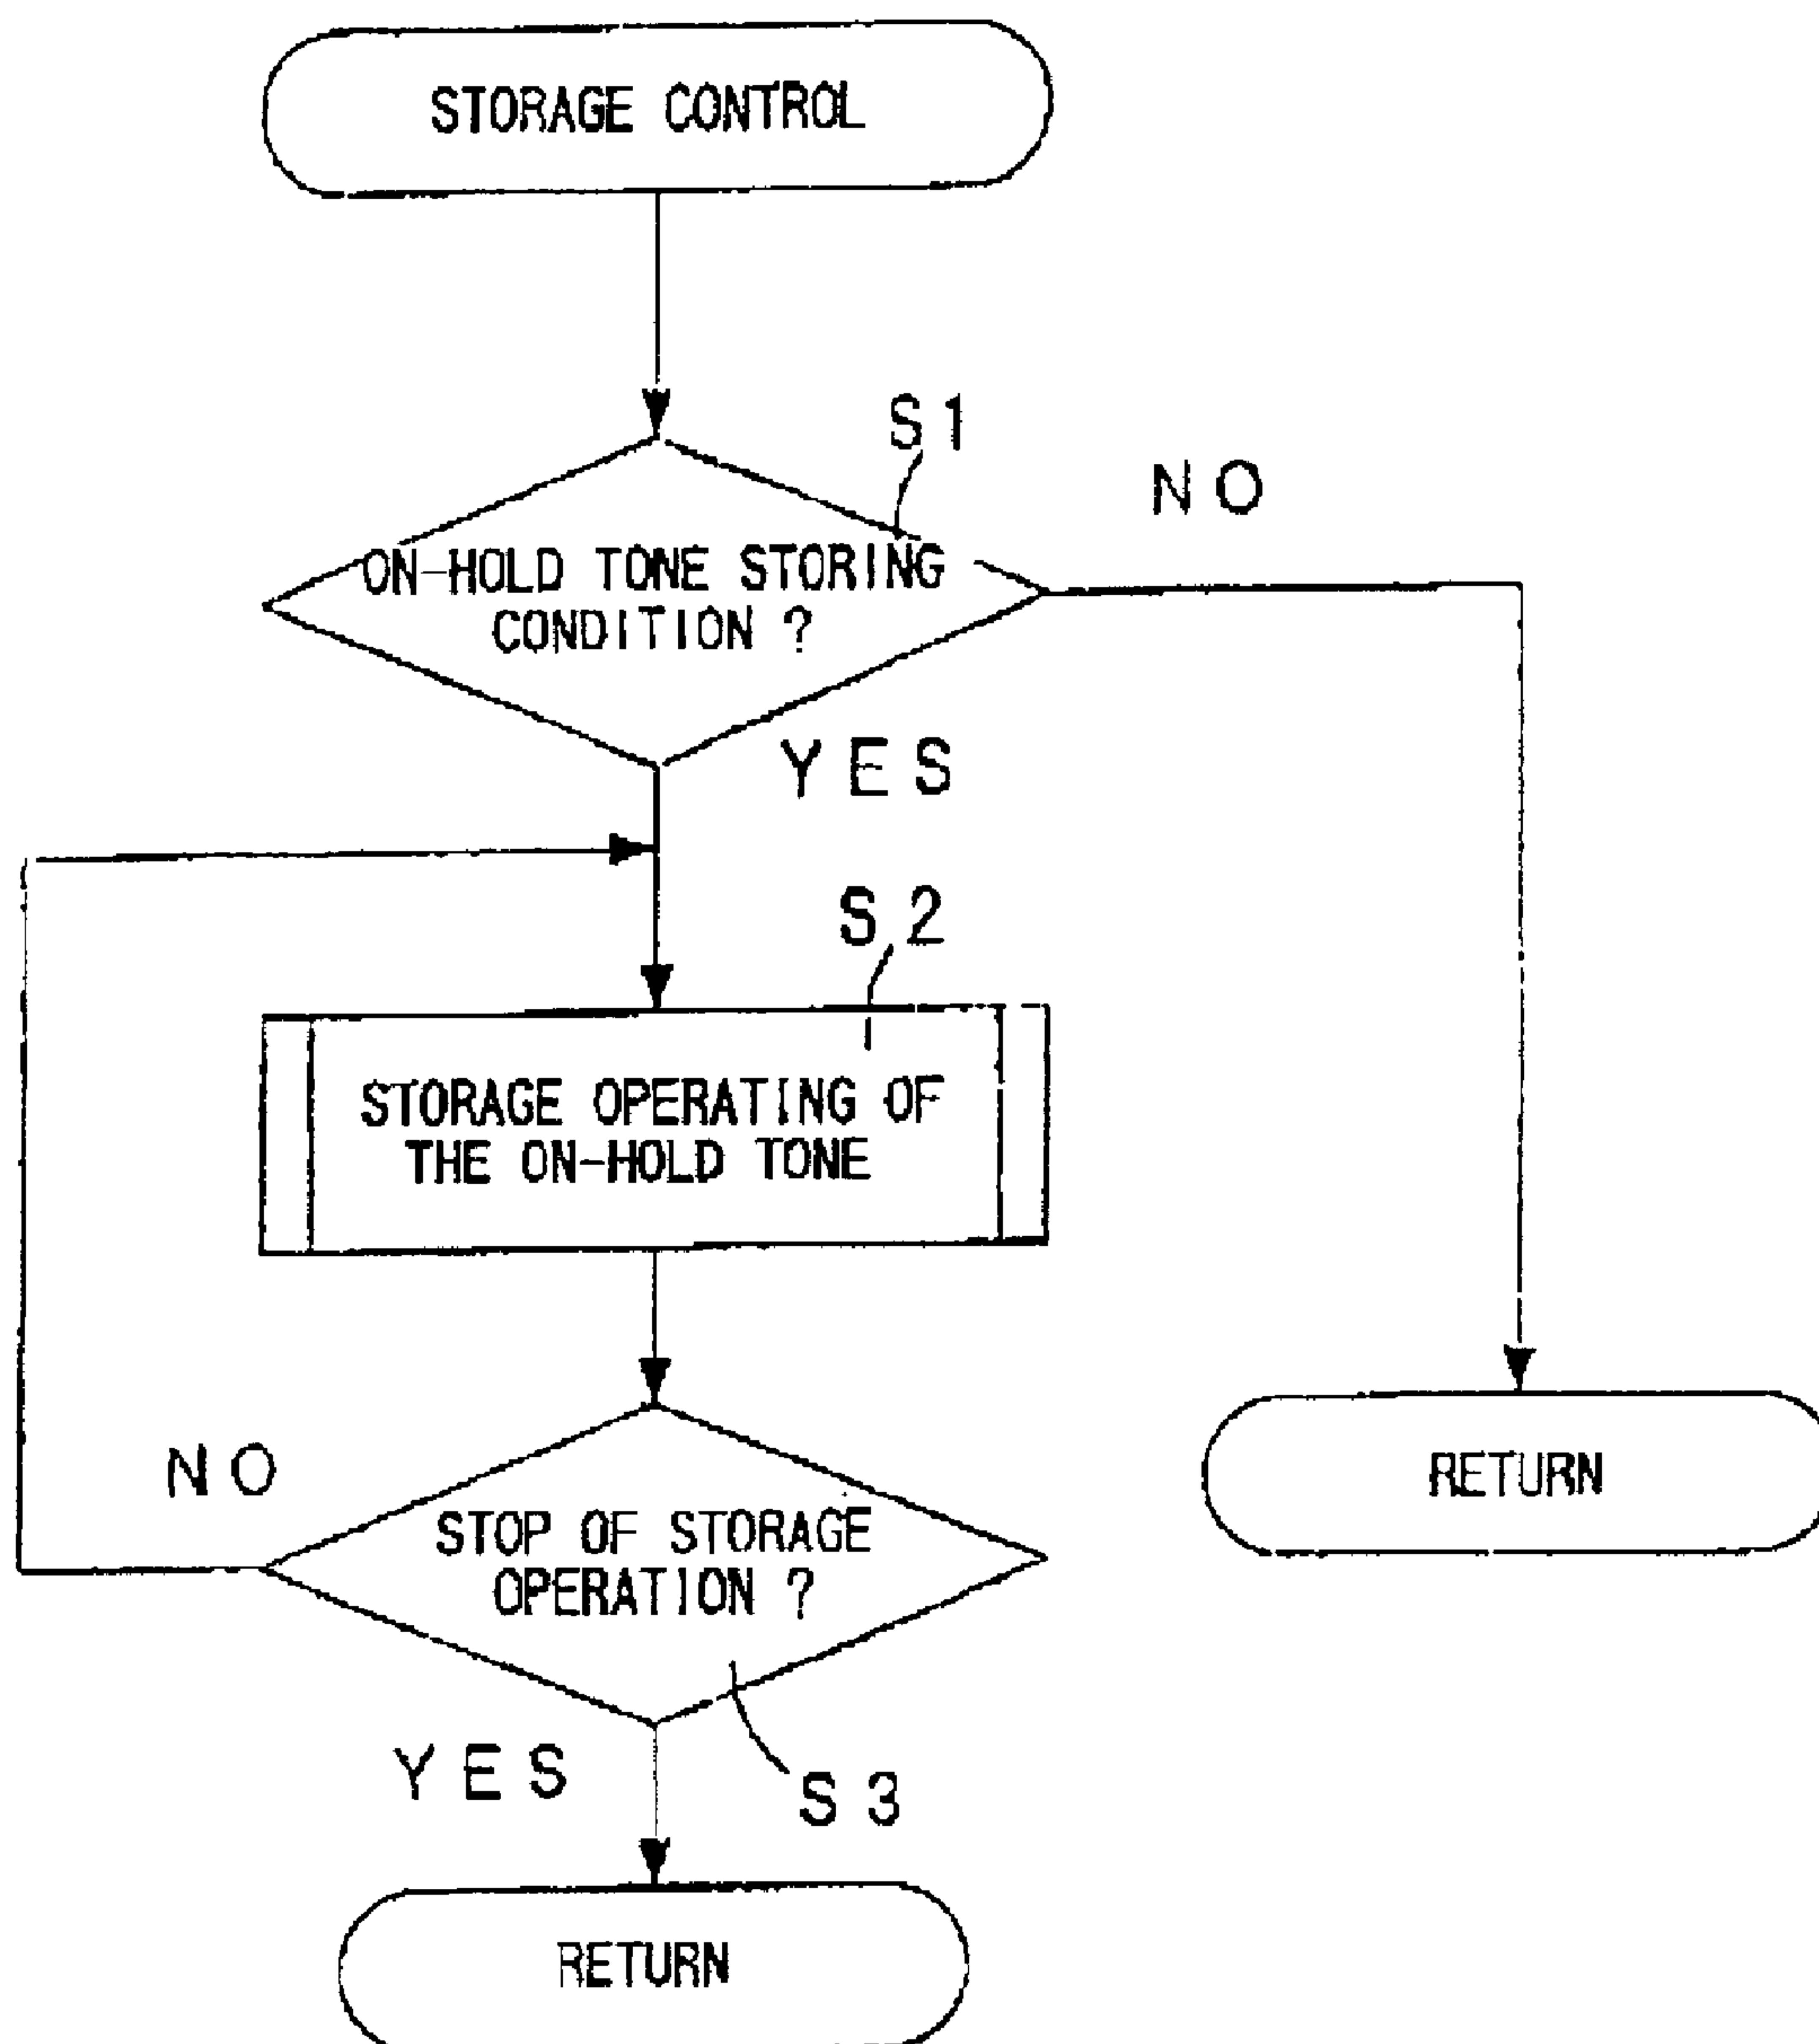 STORAGE CONTROL
S1
NO
ON-HOLD TONE STORING
CONDITION ?
YES
S2
STORAGE OPERATING OF
THE ON-HOLD TONE
NO
STOP OF STORAGE
OPERATION ?
RETURN
YES
S3
RETURN